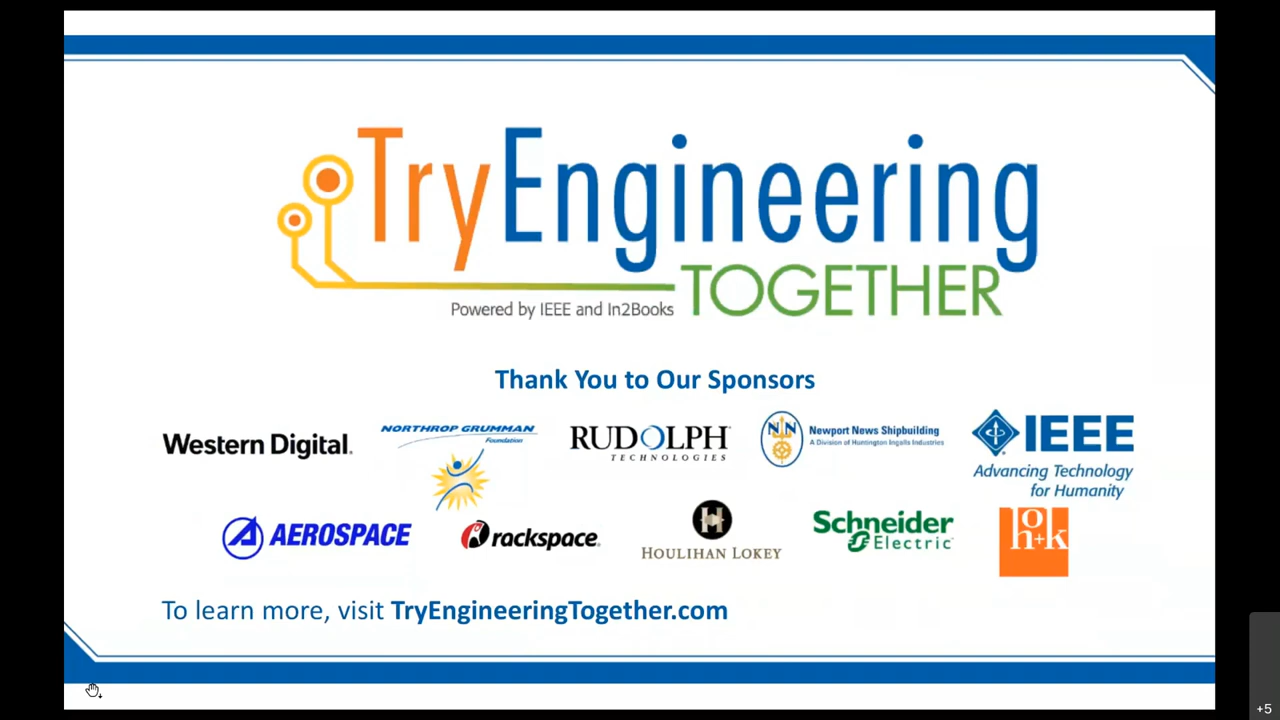 TryEngineering
TOGETHER
Powered by IEEE and In2Books
Thank You to Our Sponsors
Western Digital.
NORTHROP GRUMMAN
Foundation
RUDOLPH
TECHNOLOGIES
N N
Newport News Shipbuilding
A Division of Huntington Ingalls Industries
IEEE
Advancing Technology
for Humanity
AEROSPACE
rackspace.
H
HOULIHAN LOKEY
Schneider
Electric
h o + k
To learn more, visit TryEngineeringTogether.com
+5